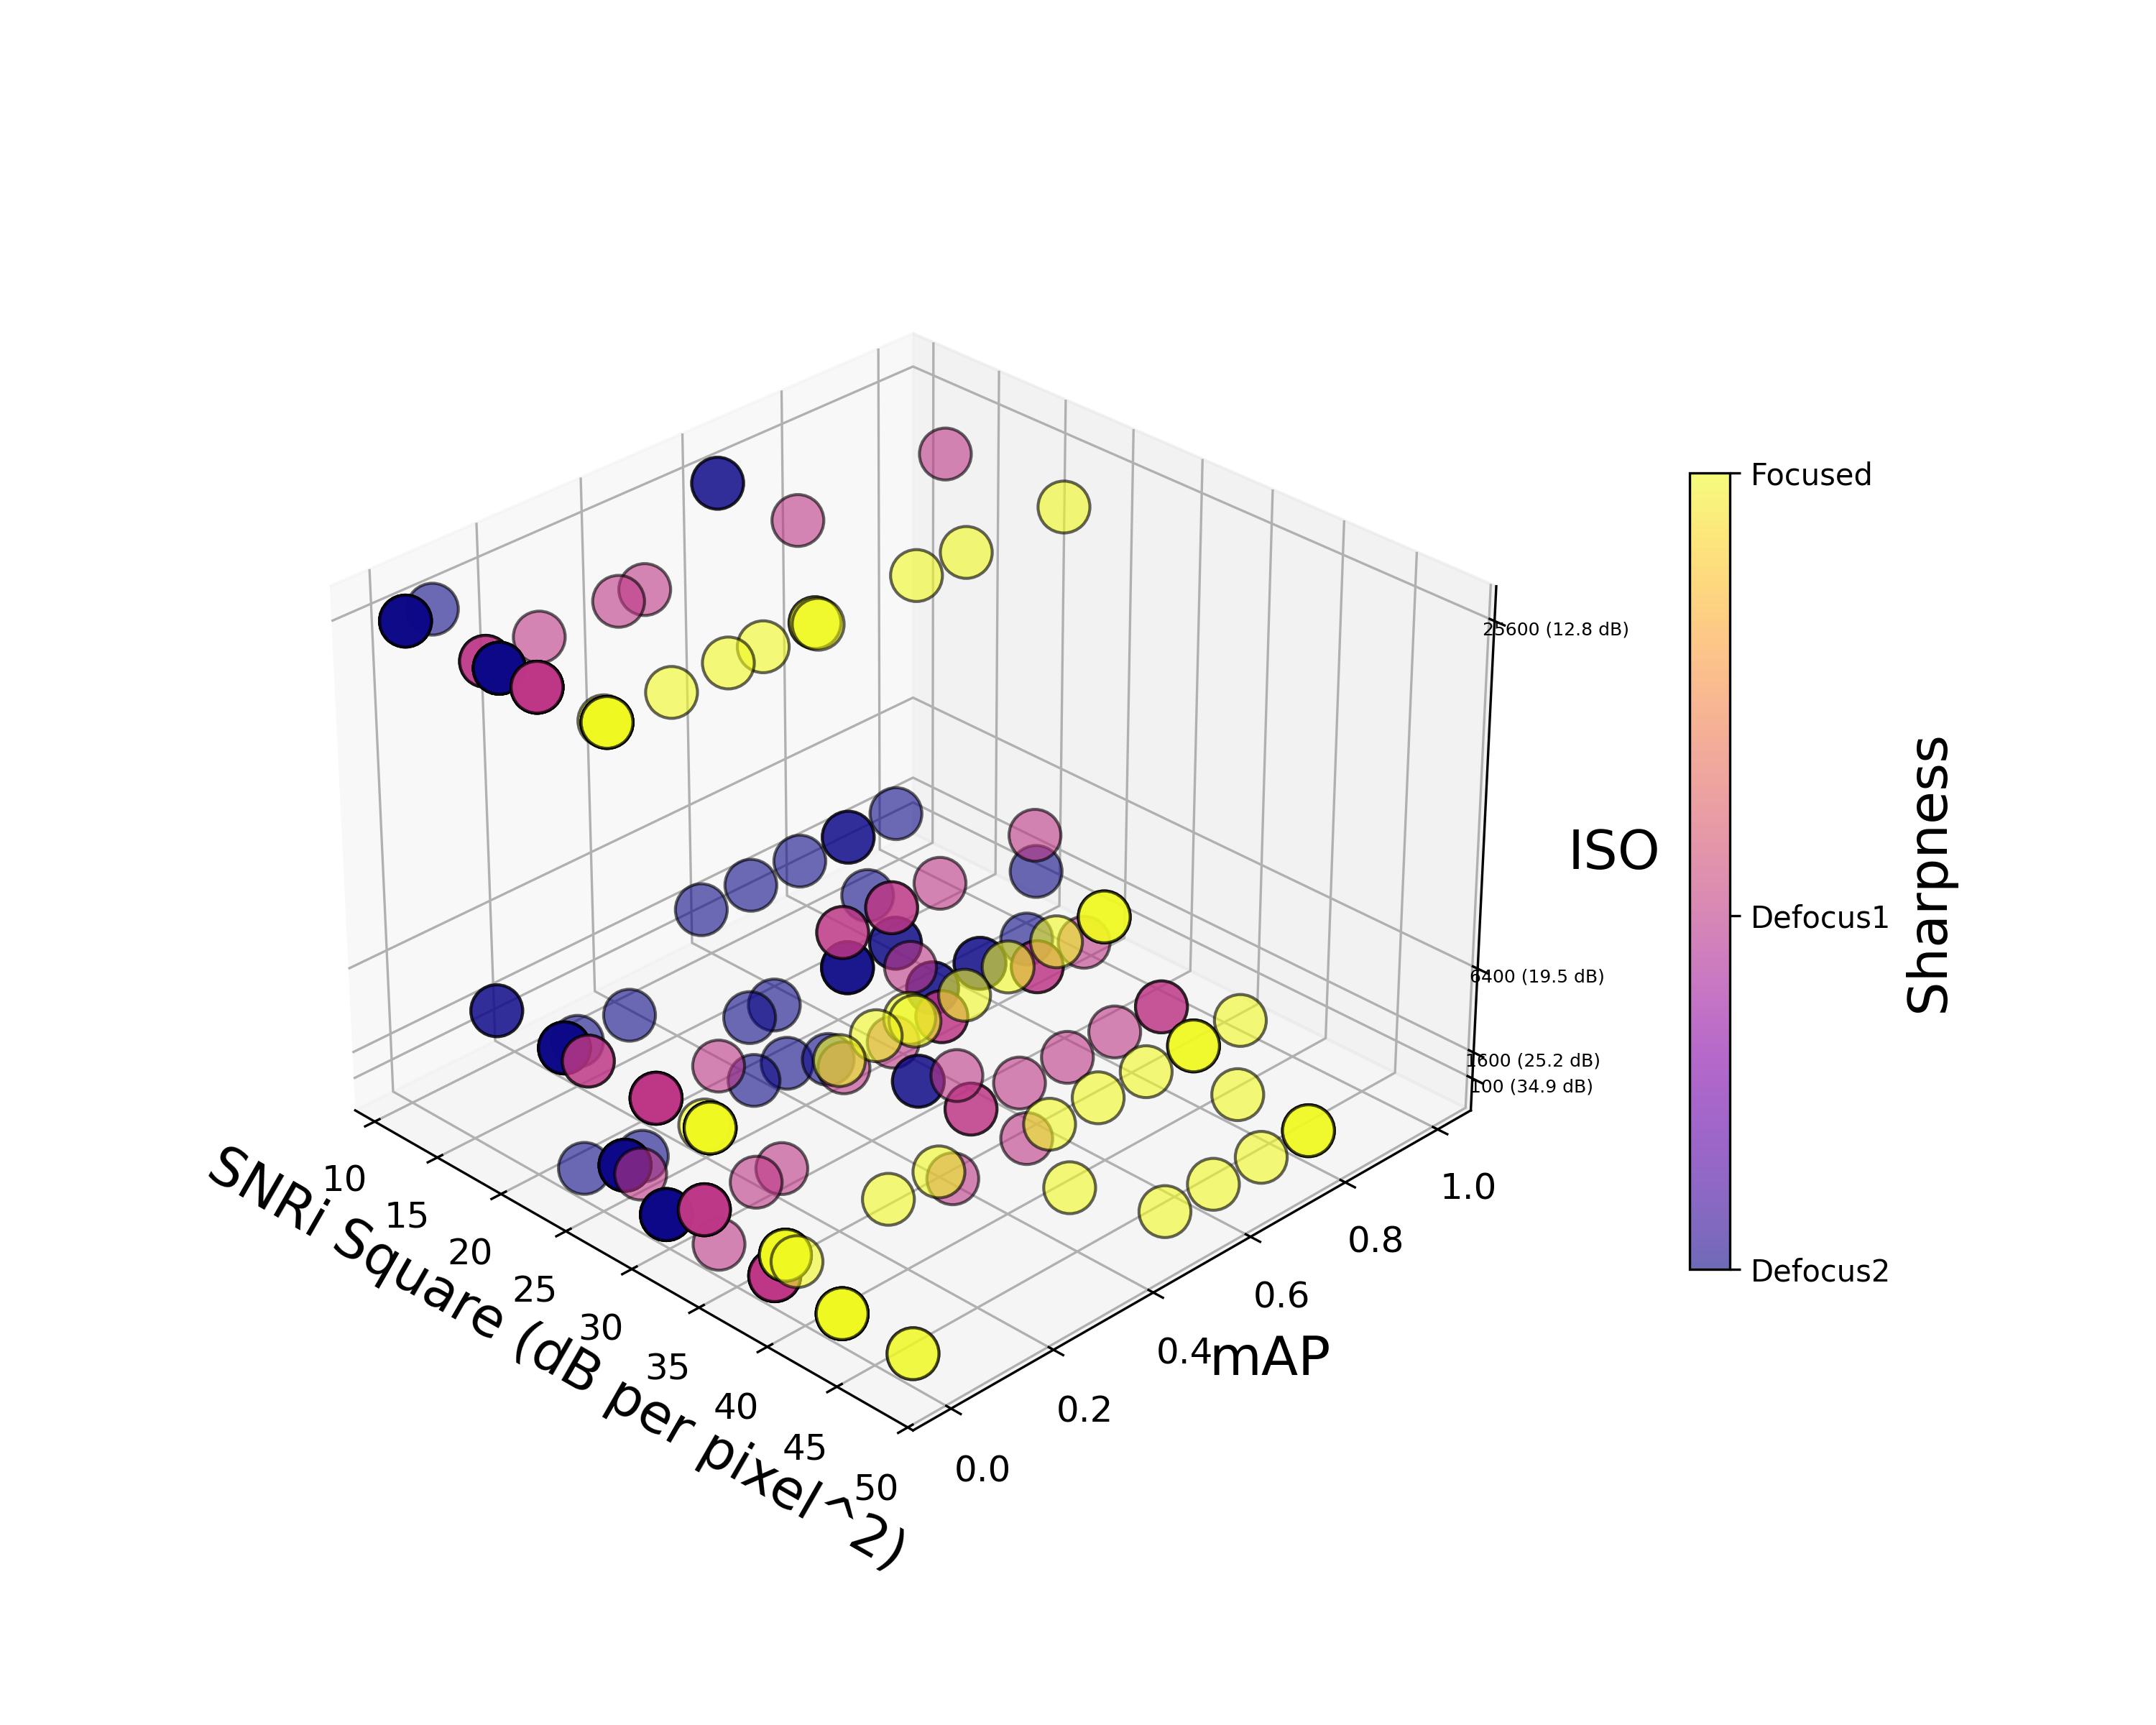 Focused
25600 (12.8 dB)
Sharpness
ISO
Defocus1
6400 (19.5 dB)
1600 (25.2 dB)
100 (34.9 dB)
Defocus2
10
15
20
25
30
35
40
45
50
SNRi Square (dB per pixel^2)
0.0
0.2
0.4
0.6
0.8
1.0
mAP